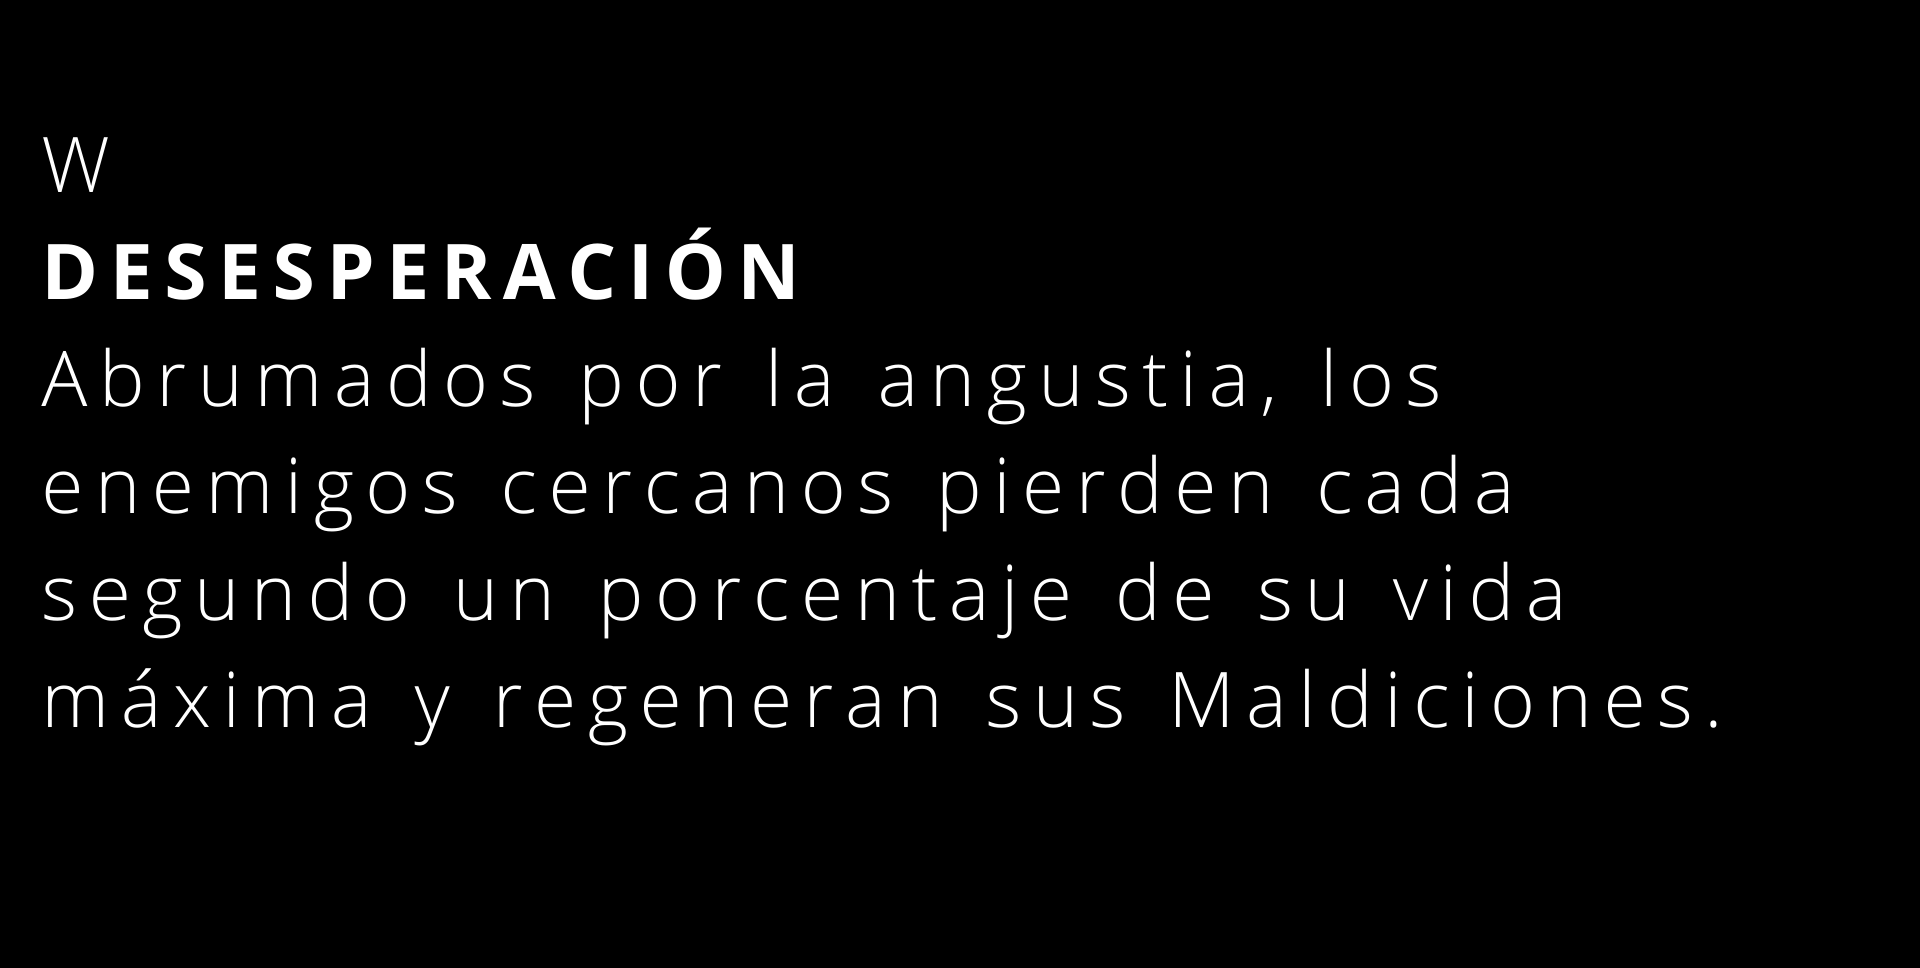 W
DESESPERACIÓN
Abrumados por la angustia, los
enemigos cercanos pierden cada
segundo un porcentaje de su vida
máxima y regeneran sus Maldiciones.